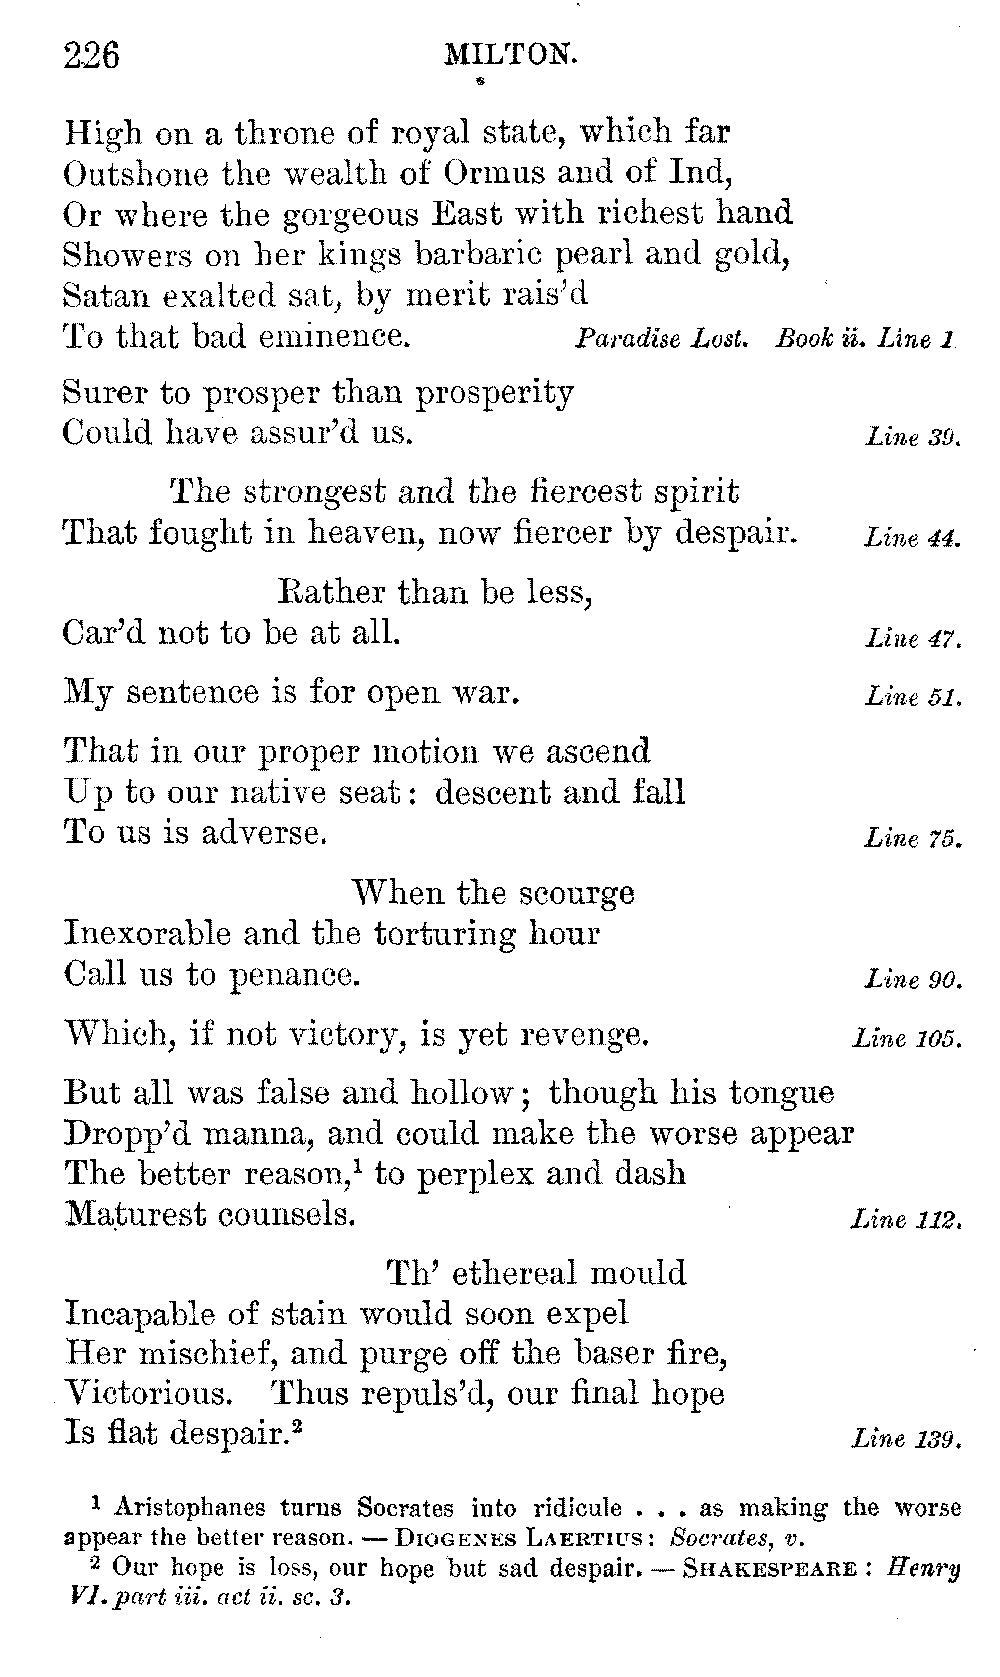 226 MILTON.
High on a throne of royal state, which far
Outshone the wealth of Ormus and of Ind,
Or where the gorgeous East with richest hand
Showers on her kings barbaric pearl and gold,
Satan exalted sat, by merit rais'd
To that bad eminence. Paradise Lost. Book ii. Line 1
Surer to prosper than prosperity
Could have assur'd us. Line 39.
The strongest and the fiercest spirit
That fought in heaven, now fiercer by despair. Line 44.
Rather than be less,
Car'd not to be at all. Line 47.
My sentence is for open war. Line 51.
That in our proper motion we ascend
Up to our native seat: descent and fall
To us is adverse. Line 75.
When the scourge
Inexorable and the torturing hour
Call us to penance. Line 90.
Which, if not victory, is yet revenge. Line 105.
But all was false and hollow; though his tongue
Dropp'd manna, and could make the worse appear
The better reason,¹ to perplex and dash
Maturest counsels. Line 112.
Th' ethereal mould
Incapable of stain would soon expel
Her mischief, and purge off the baser fire,
Victorious. Thus repuls'd, our final hope
Is flat despair.² Line 139.
¹ Aristophanes turns Socrates into ridicule . . . as making the worse
appear the better reason. — DIOGENES LAERTIUS: Socrates, v.
² Our hope is loss, our hope but sad despair. — SHAKESPEARE: Henry
VI. part iii. act ii. sc. 3.